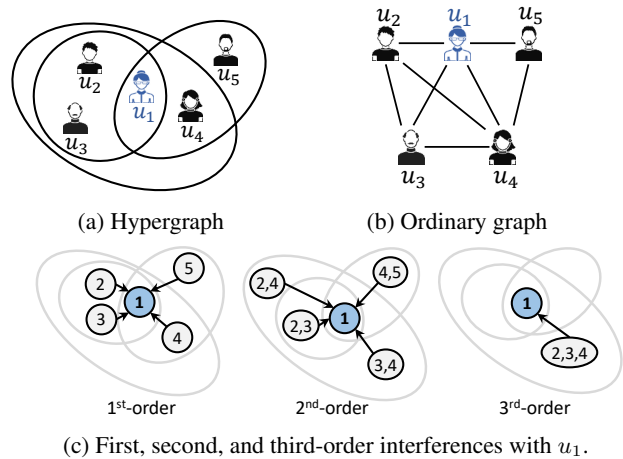 u₂
u₁
u₅
u₃
u₄
(a) Hypergraph
u₂ u₁ u₅
u₃ u₄
(b) Ordinary graph
2 5
1
3
4
1ˢᵗ-order
2,4 4,5
1
2,3
3,4
2ⁿᵈ-order
1
2,3,4
3ʳᵈ-order
(c) First, second, and third-order interferences with u₁.